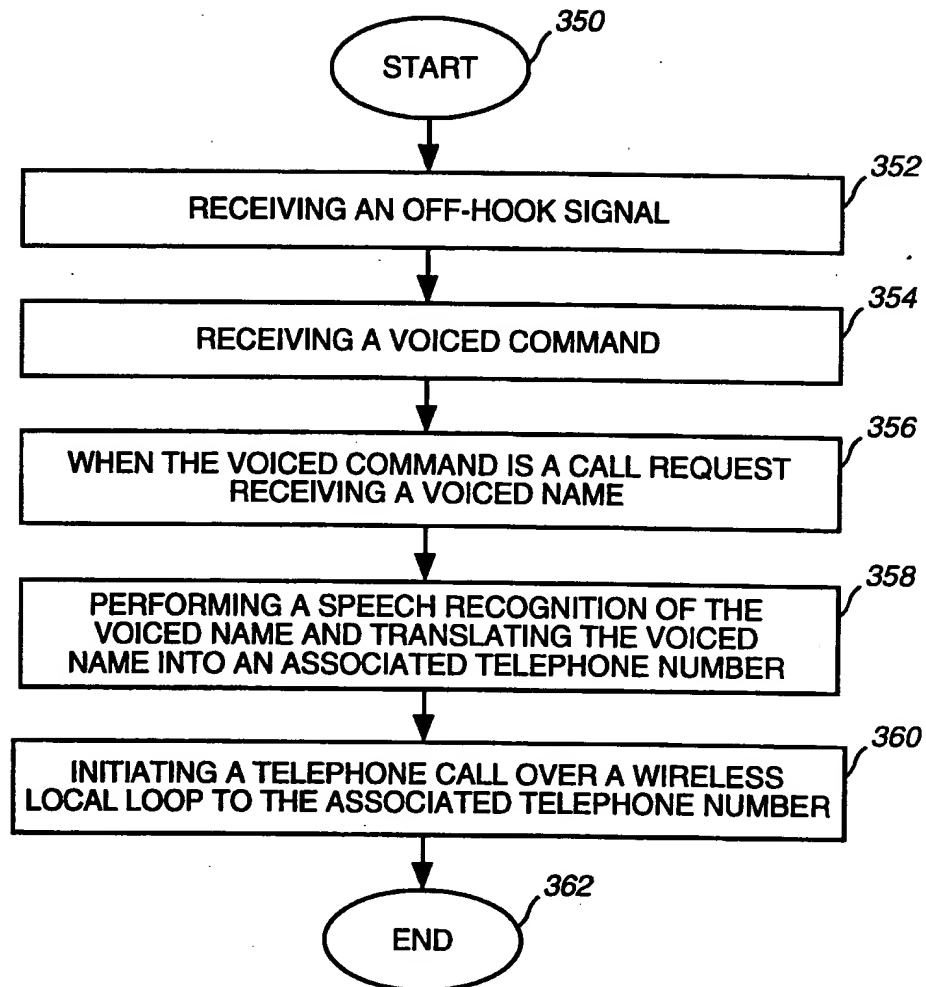 350
START
352
RECEIVING AN OFF-HOOK SIGNAL
354
RECEIVING A VOICED COMMAND
356
WHEN THE VOICED COMMAND IS A CALL REQUEST
RECEIVING A VOICED NAME
358
PERFORMING A SPEECH RECOGNITION OF THE
VOICED NAME AND TRANSLATING THE VOICED
NAME INTO AN ASSOCIATED TELEPHONE NUMBER
360
INITIATING A TELEPHONE CALL OVER A WIRELESS
LOCAL LOOP TO THE ASSOCIATED TELEPHONE NUMBER
362
END